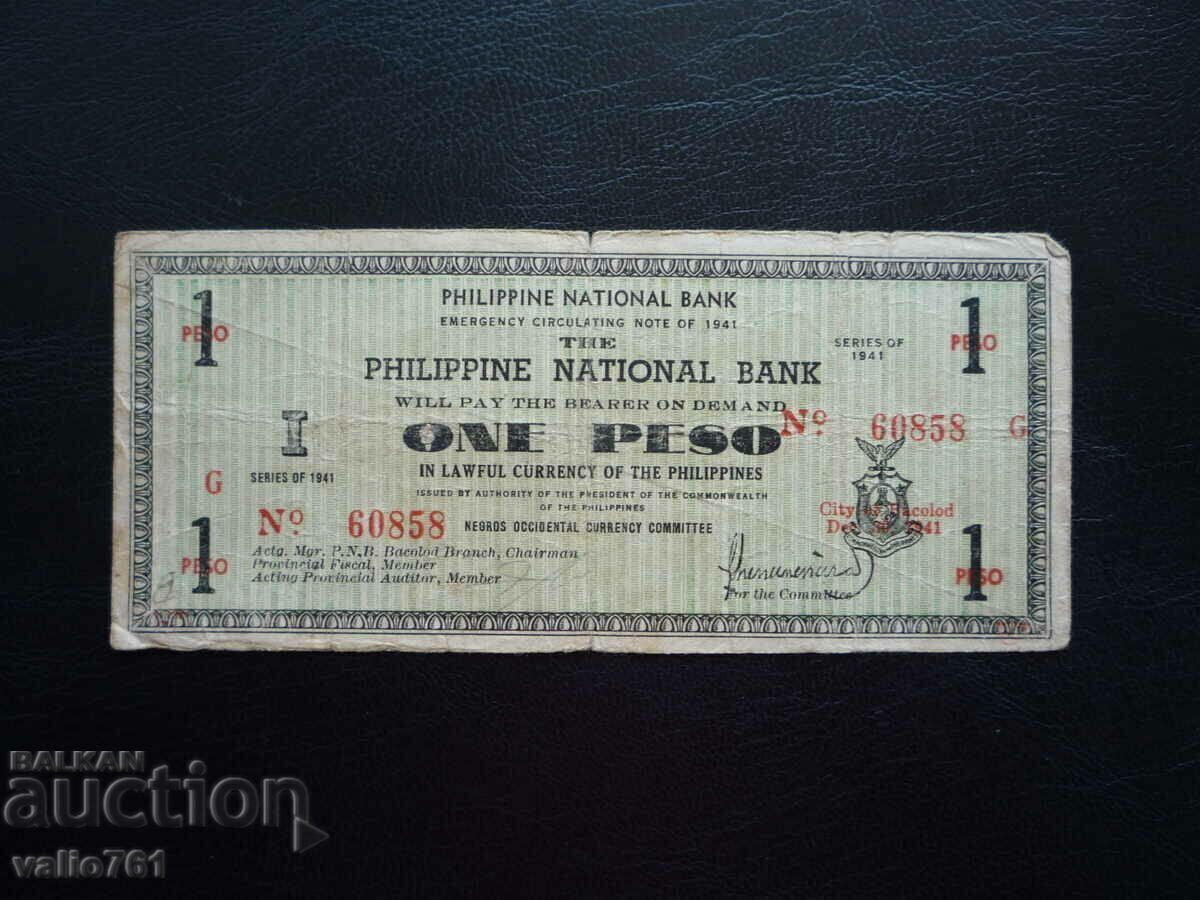 PHILIPPINE NATIONAL BANK
EMERGENCY CIRCULATING NOTE OF 1941
THE
PHILIPPINE NATIONAL BANK
WILL PAY THE BEARER ON DEMAND
ONE PESO
IN LAWFUL CURRENCY OF THE PHILIPPINES
ISSUED BY AUTHORITY OF THE PRESIDENT OF THE COMMONWEALTH
OF THE PHILIPPINES
NEGROS OCCIDENTAL CURRENCY COMMITTEE
1
PESO
1
PESO
SERIES OF
1941
I
SERIES OF 1941
G
Nº 60858
Nº 60858 G
City of Bacolod
1941
Actg. Mgr. P.N.B. Bacolod Branch, Chairman
Provincial Fiscal, Member
Acting Provincial Auditor, Member
For the Committee
1
PESO
1
PESO
BALKAN
auction
valio761